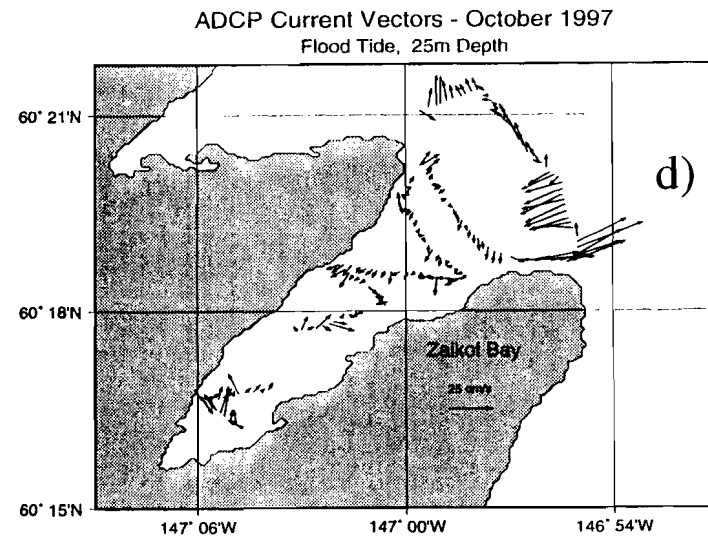 ADCP Current Vectors - October 1997
Flood Tide, 25m Depth
60° 21'N
d)
60° 18'N
Zaikof Bay
25 cm/s
60° 15'N
147° 06'W
147° 00'W
146° 54'W